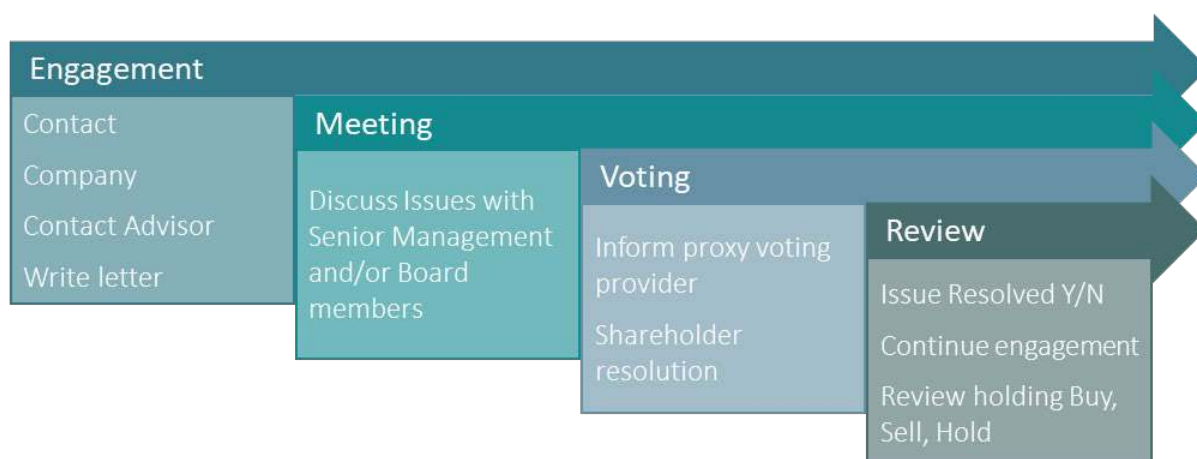 Engagement
Contact
Company
Contact Advisor
Write letter
Meeting
Discuss Issues with
Senior Management
and/or Board
members
Voting
Inform proxy voting
provider
Shareholder
resolution
Review
Issue Resolved Y/N
Continue engagement
Review holding Buy,
Sell, Hold